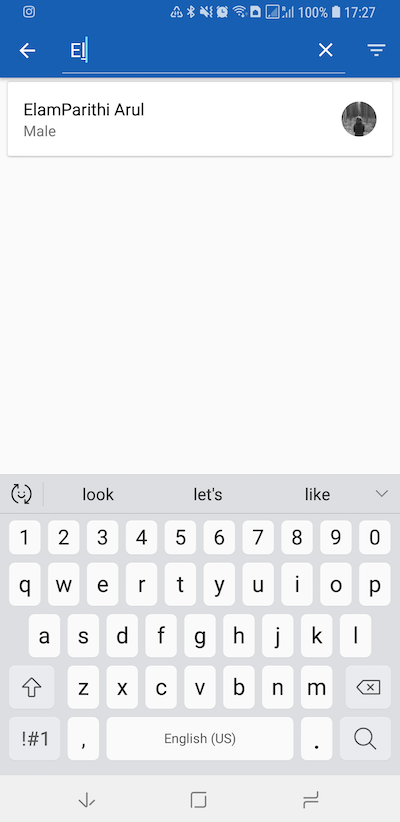 100% 17:27
El
ElamParithi Arul
Male
look let's like
1 2 3 4 5 6 7 8 9 0
q w e r t y u i o p
a s d f g h j k l
z x c v b n m
!#1 , English (US) .